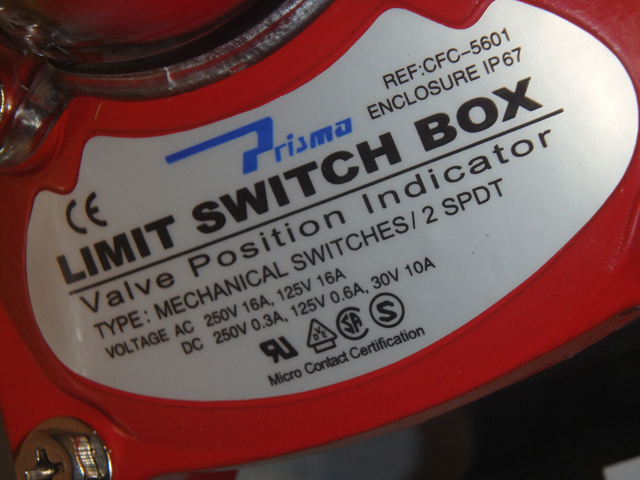 REF:CFC-5601
ENCLOSURE IP67
Prisma
CE
LIMIT SWITCH BOX
Valve Position Indicator
TYPE: MECHANICAL SWITCHES/ 2 SPDT
VOLTAGE AC 250V 16A, 125V 16A
DC 250V 0.3A, 125V 0.6A, 30V 10A
Micro Contact Certification